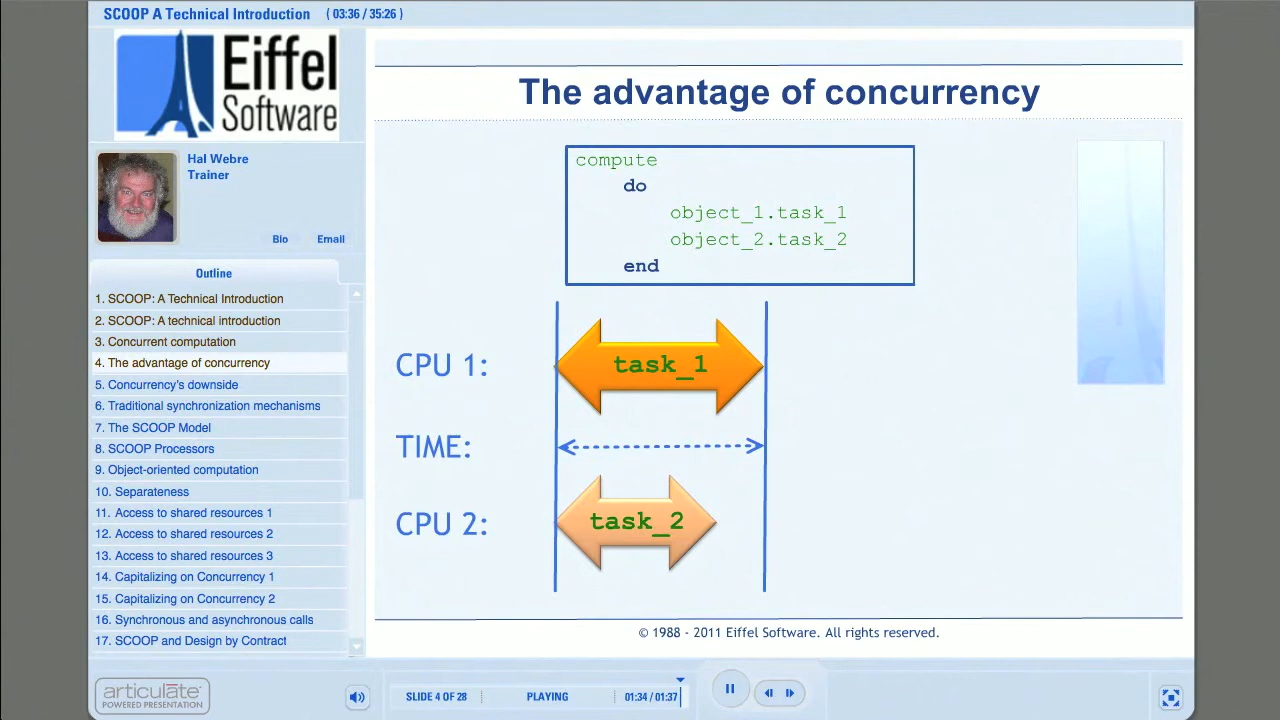 SCOOP A Technical Introduction ( 03:36 / 35:26 )
Eiffel
Software
Hal Webre
Trainer
Bio Email
Outline
1. SCOOP: A Technical Introduction
2. SCOOP: A technical introduction
3. Concurrent computation
4. The advantage of concurrency
5. Concurrency's downside
6. Traditional synchronization mechanisms
7. The SCOOP Model
8. SCOOP Processors
9. Object-oriented computation
10. Separateness
11. Access to shared resources 1
12. Access to shared resources 2
13. Access to shared resources 3
14. Capitalizing on Concurrency 1
15. Capitalizing on Concurrency 2
16. Synchronous and asynchronous calls
17. SCOOP and Design by Contract
The advantage of concurrency
compute
do
object_1.task_1
object_2.task_2
end
CPU 1: task_1
TIME:
CPU 2: task_2
© 1988 - 2011 Eiffel Software. All rights reserved.
articulate
POWERED PRESENTATION
SLIDE 4 OF 28 PLAYING 01:34 / 01:37